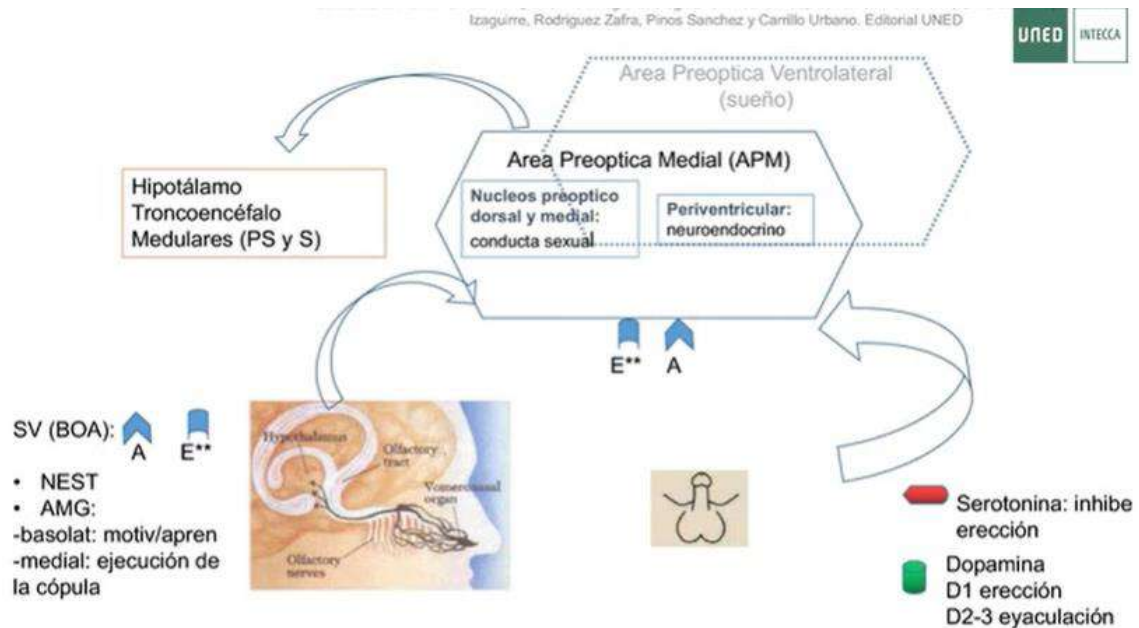 Izaguirre, Rodriguez Zafra, Pinos Sanchez y Carrillo Urbano. Editorial UNED
UNED
INTECCA
Area Preoptica Ventrolateral
(sueño)
Area Preoptica Medial (APM)
Nucleos preoptico
dorsal y medial:
conducta sexual
Periventricular:
neuroendocrino
Hipotálamo
Troncoencéfalo
Medulares (PS y S)
E** A
SV (BOA):
A E**
• NEST
• AMG:
-basolat: motiv/apren
-medial: ejecución de
la cópula
Hypothalamus
Olfactory
tract
Vomeronasal
organ
Olfactory
nerves
Serotonina: inhibe
erección
Dopamina
D1 erección
D2-3 eyaculación